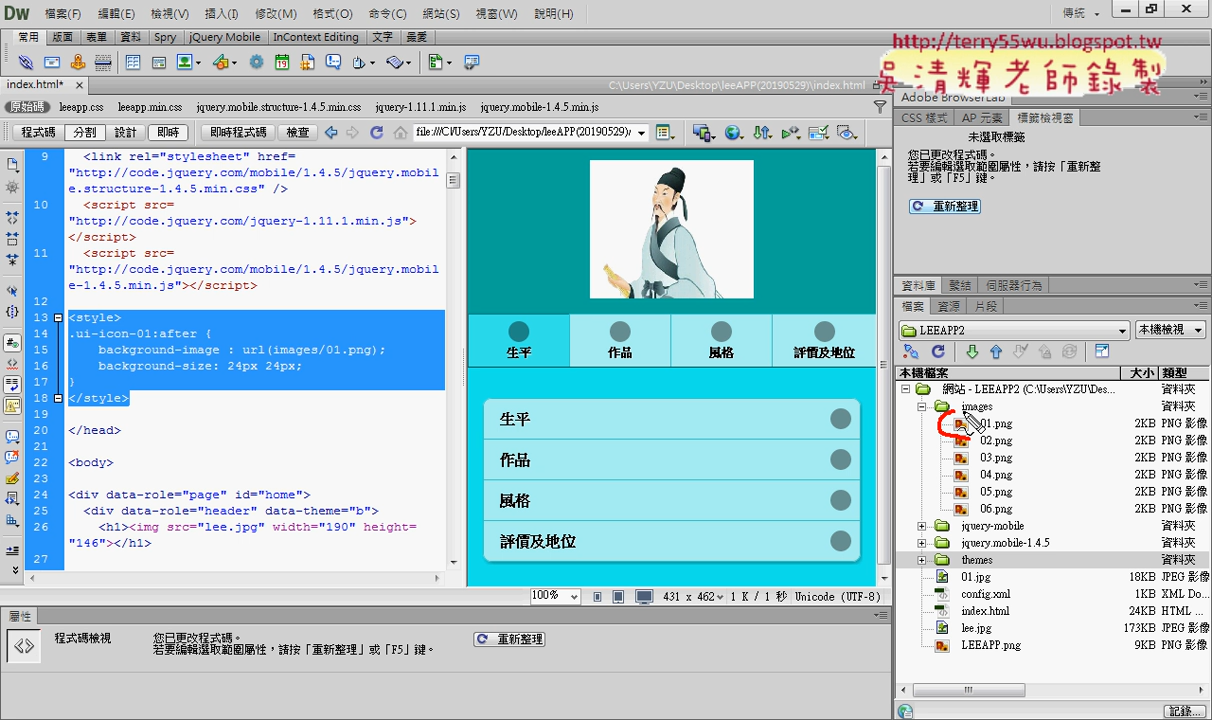 Dw 檔案(F) 編輯(E) 檢視(V) 插入(I) 修改(M) 格式(O) 命令(C) 網站(S) 視窗(W) 說明(H) 傳統
http://terry55wu.blogspot.tw
吳清輝老師錄製
常用 版面 表單 資料 Spry jQuery Mobile InContext Editing 文字 我的最愛
index.html* C:\Users\YZU\Desktop\leeAPP(20190529)\index.html
原始碼 leeapp.css leeapp.min.css jquery.mobile.structure-1.4.5.min.css jquery-1.11.1.min.js jquery.mobile-1.4.5.min.js
程式碼 分割 設計 即時 即時程式碼 檢查 file:///C|/Users/YZU/Desktop/leeAPP(20190529)/
9 <link rel="stylesheet" href=
"http://code.jquery.com/mobile/1.4.5/jquery.mobil
e.structure-1.4.5.min.css" />
10 <script src=
"http://code.jquery.com/jquery-1.11.1.min.js">
</script>
11 <script src=
"http://code.jquery.com/mobile/1.4.5/jquery.mobil
e-1.4.5.min.js"></script>
12
13 <style>
14 .ui-icon-01:after {
15 background-image : url(images/01.png);
16 background-size: 24px 24px;
17 }
18 </style>
19
20 </head>
21
22 <body>
23
24 <div data-role="page" id="home">
25 <div data-role="header" data-theme="b">
26 <h1><img src="lee.jpg" width="190" height=
"146"></h1>
27
生平 作品 風格 評價及地位
生平
作品
風格
評價及地位
100% 431 x 462 1 K / 1 秒 Unicode (UTF-8)
屬性
程式碼檢視 您已更改程式碼。
若要編輯選取範圍屬性，請按「重新整理」或「F5」鍵。
重新整理
Adobe BrowserLab
CSS 樣式 AP 元素 標籤檢視窗
未選取標籤
您已更改程式碼。
若要編輯選取範圍屬性，請按「重新整
理」或「F5」鍵。
重新整理
資料庫 繫結 伺服器行為
檔案 資源 片段
LEEAPP2 本機檢視
本機檔案 大小 類型
網站 - LEEAPP2 (C:\Users\YZU\Des... 資料夾
images 資料夾
01.png 2KB PNG 影像
02.png 2KB PNG 影像
03.png 2KB PNG 影像
04.png 2KB PNG 影像
05.png 2KB PNG 影像
06.png 2KB PNG 影像
jquery-mobile 資料夾
jquery.mobile-1.4.5 資料夾
themes 資料夾
01.jpg 18KB JPEG 影像
config.xml 1KB XML Do...
index.html 24KB HTML ...
lee.jpg 173KB JPEG 影像
LEEAPP.png 9KB PNG 影像
記錄...